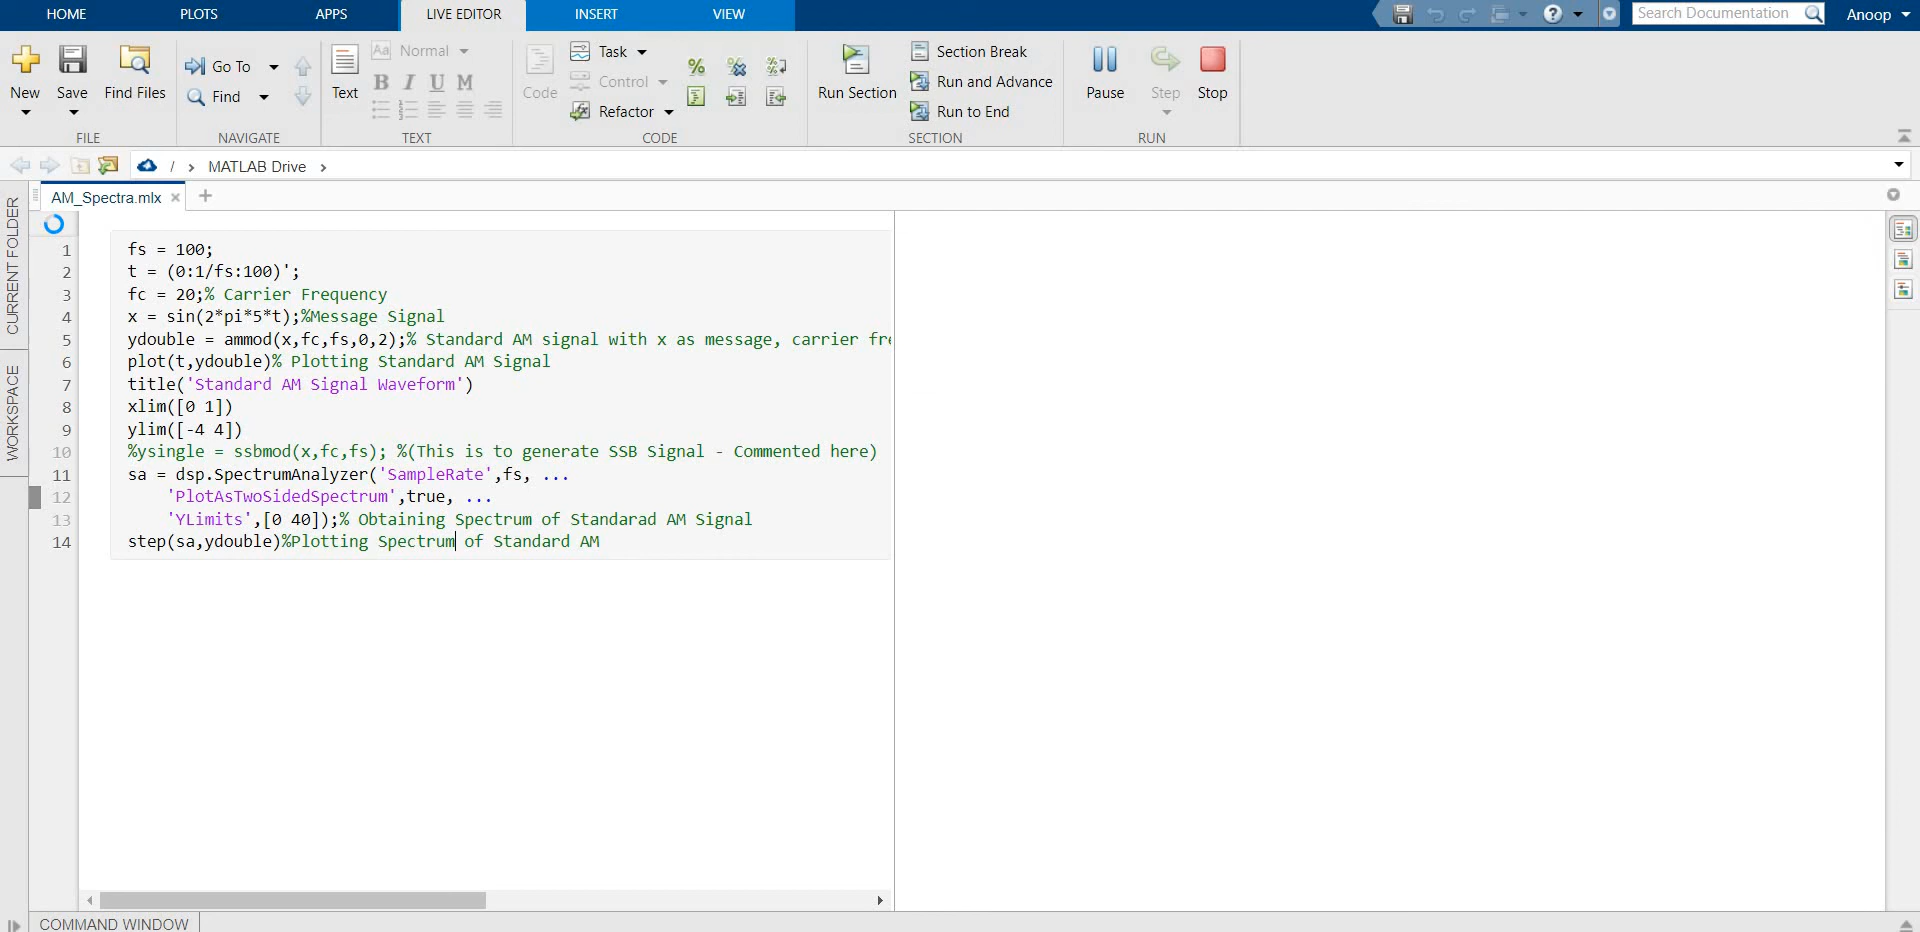 HOME PLOTS APPS LIVE EDITOR INSERT VIEW Search Documentation Anoop
New Save Find Files Go To Find Text Aa Normal B I U M Code Task Control Refactor Run Section Section Break Run and Advance Run to End Pause Step Stop
FILE NAVIGATE TEXT CODE SECTION RUN
/ MATLAB Drive
AM_Spectra.mlx
CURRENT FOLDER
WORKSPACE
1 fs = 100;
2 t = (0:1/fs:100)';
3 fc = 20;% Carrier Frequency
4 x = sin(2*pi*5*t);%Message Signal
5 ydouble = ammod(x,fc,fs,0,2);% Standard AM signal with x as message, carrier fre
6 plot(t,ydouble)% Plotting Standard AM Signal
7 title('Standard AM Signal Waveform')
8 xlim([0 1])
9 ylim([-4 4])
10 %ysingle = ssbmod(x,fc,fs); %(This is to generate SSB Signal - Commented here)
11 sa = dsp.SpectrumAnalyzer('SampleRate',fs, ...
12 'PlotAsTwoSidedSpectrum',true, ...
13 'YLimits',[0 40]);% Obtaining Spectrum of Standarad AM Signal
14 step(sa,ydouble)%Plotting Spectrum of Standard AM
COMMAND WINDOW